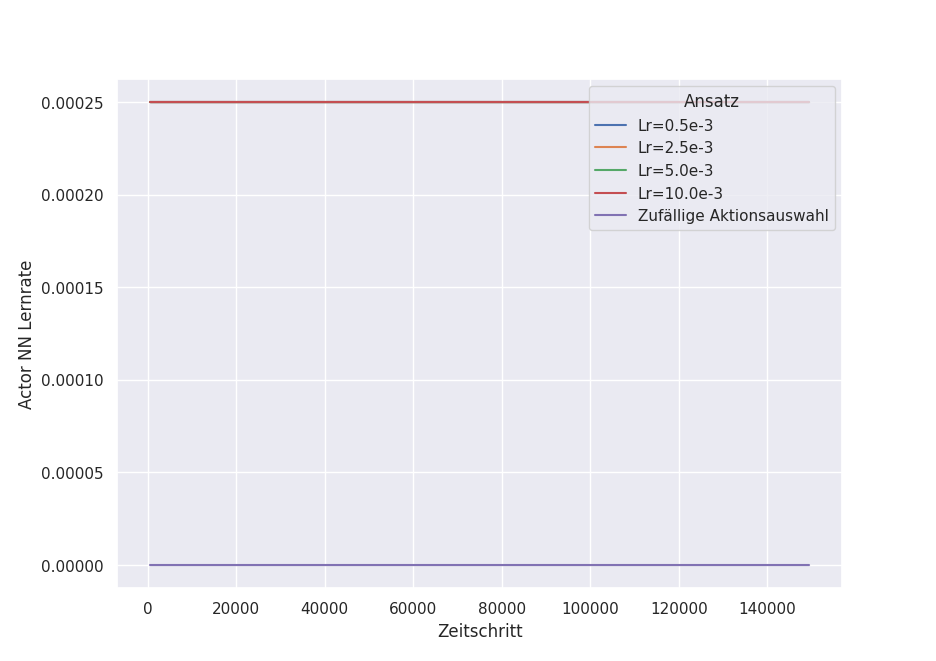 0.00025
0.00020
0.00015
0.00010
0.00005
0.00000
Actor NN Lernrate
Ansatz
Lr=0.5e-3
Lr=2.5e-3
Lr=5.0e-3
Lr=10.0e-3
Zufällige Aktionsauswahl
0 20000 40000 60000 80000 100000 120000 140000
Zeitschritt